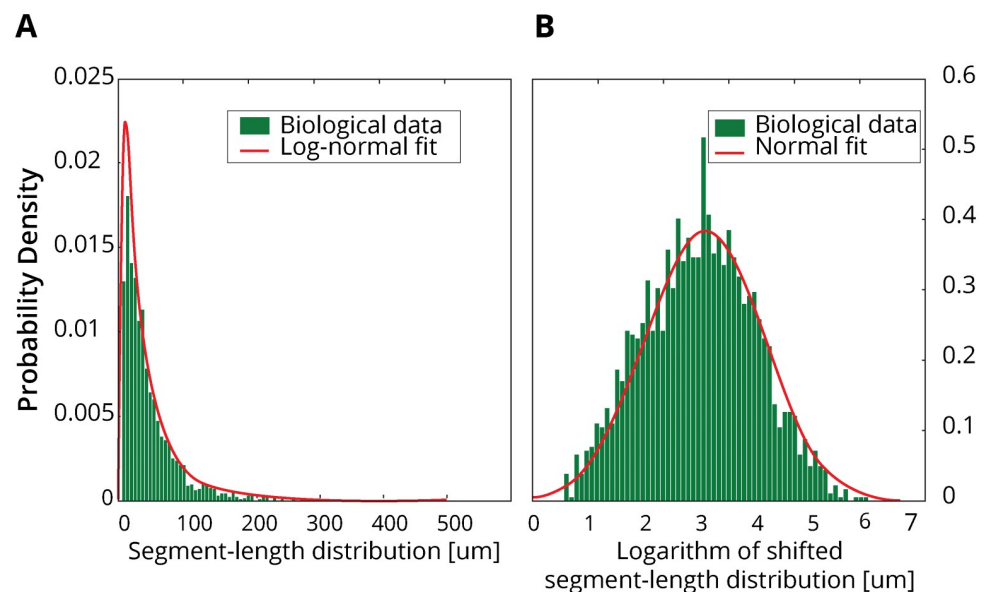 A
B
0.025
0.02
0.015
0.01
0.005
0
Probability Density
Biological data
Log-normal fit
0 100 200 300 400 500
Segment-length distribution [um]
Biological data
Normal fit
0.6
0.5
0.4
0.3
0.2
0.1
0
0 1 2 3 4 5 6 7
Logarithm of shifted
segment-length distribution [um]